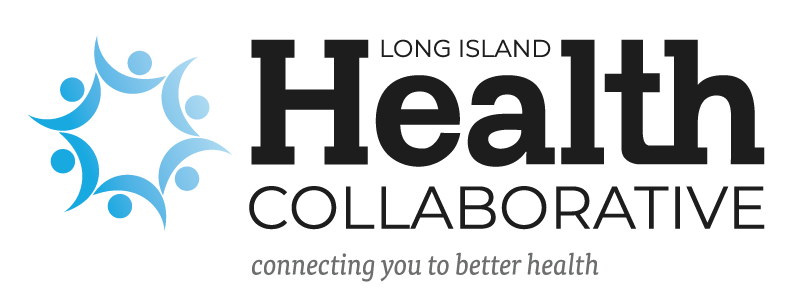 LONG ISLAND
Health
COLLABORATIVE
connecting you to better health